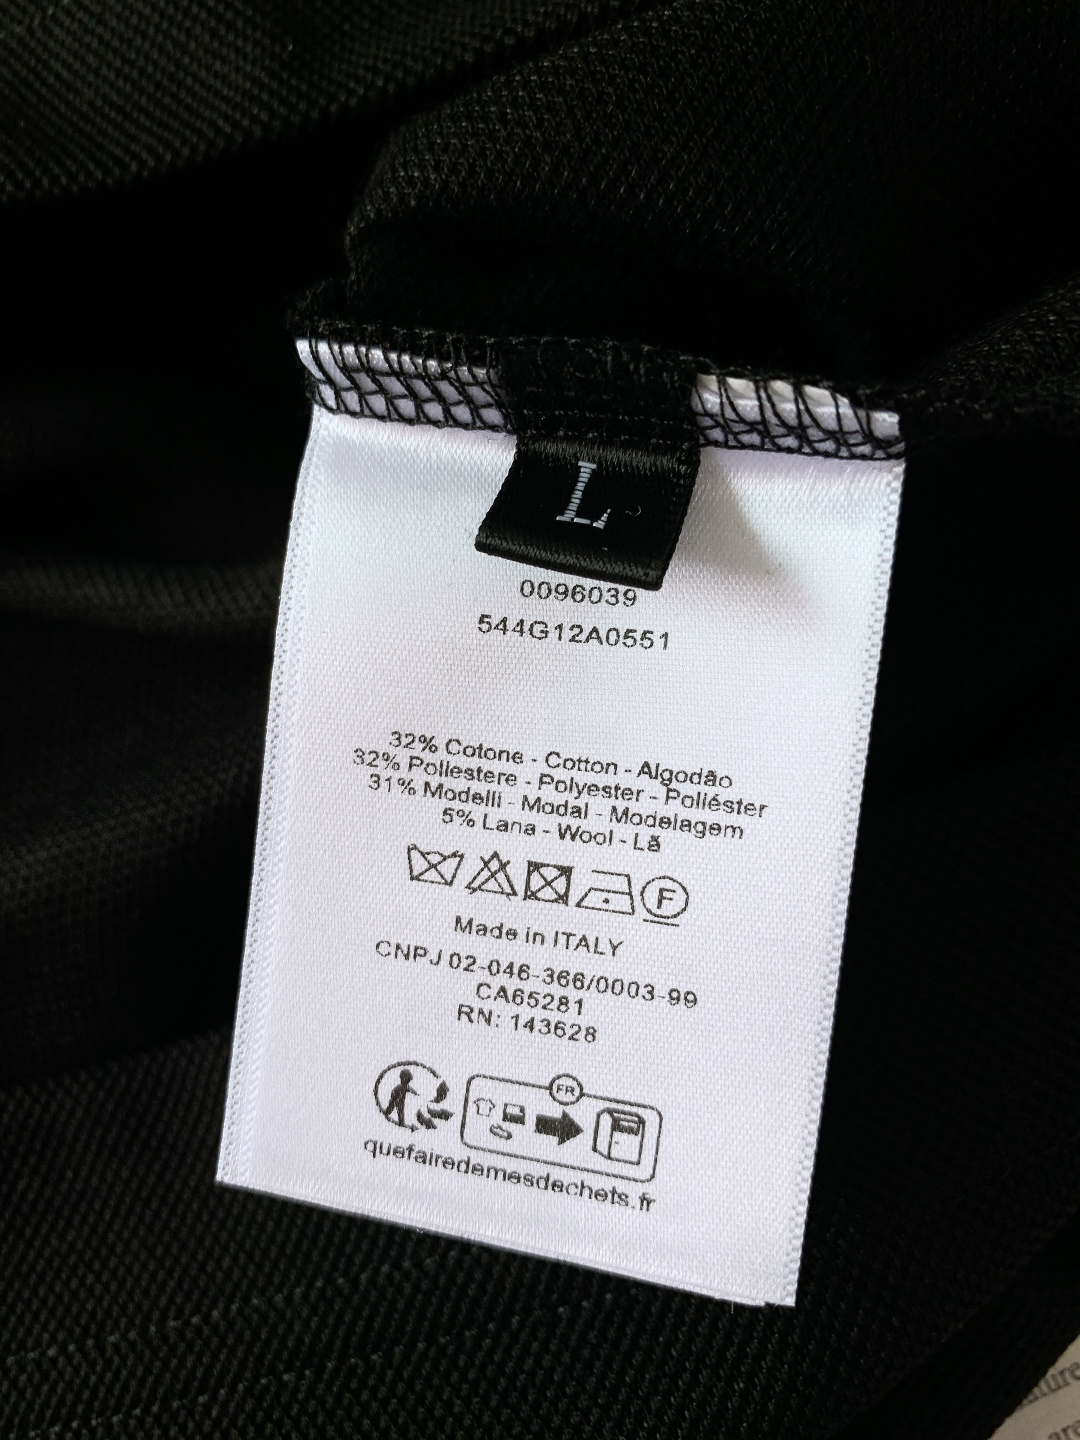 L
0096039
544G12A0551
32% Cotone - Cotton - Algodão
32% Poliestere - Polyester - Poliéster
31% Modelli - Modal - Modelagem
5% Lana - Wool - Lã
F
Made in ITALY
CNPJ 02-046-366/0003-99
CA65281
RN: 143628
FR
quefairedemesdechets.fr